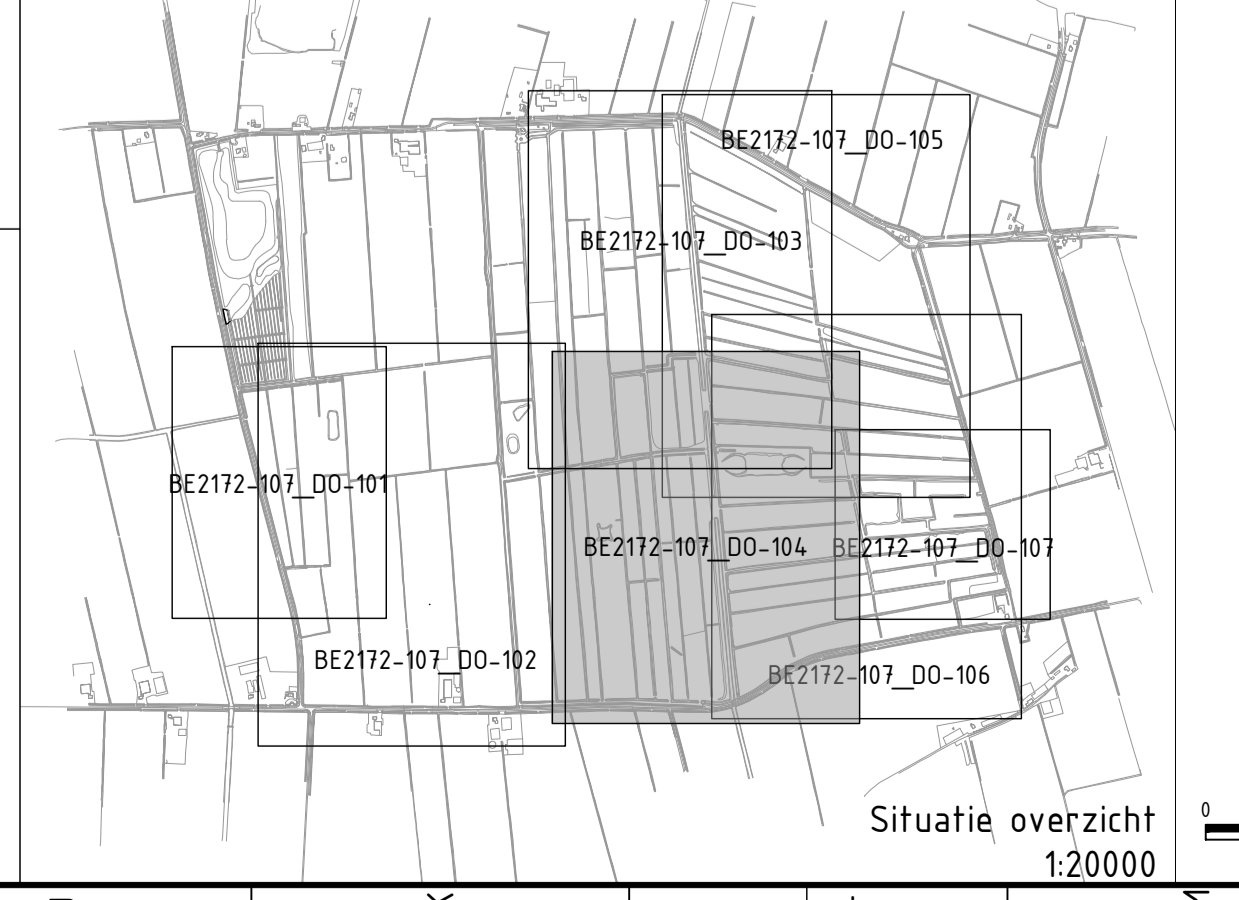 BE2172-107_DO-105
BE2172-107_DO-103
BE2172-107_DO-101
BE2172-107_DO-104
BE2172-107_DO-107
BE2172-107_DO-102
BE2172-107_DO-106
Situatie overzicht
0
1:20000